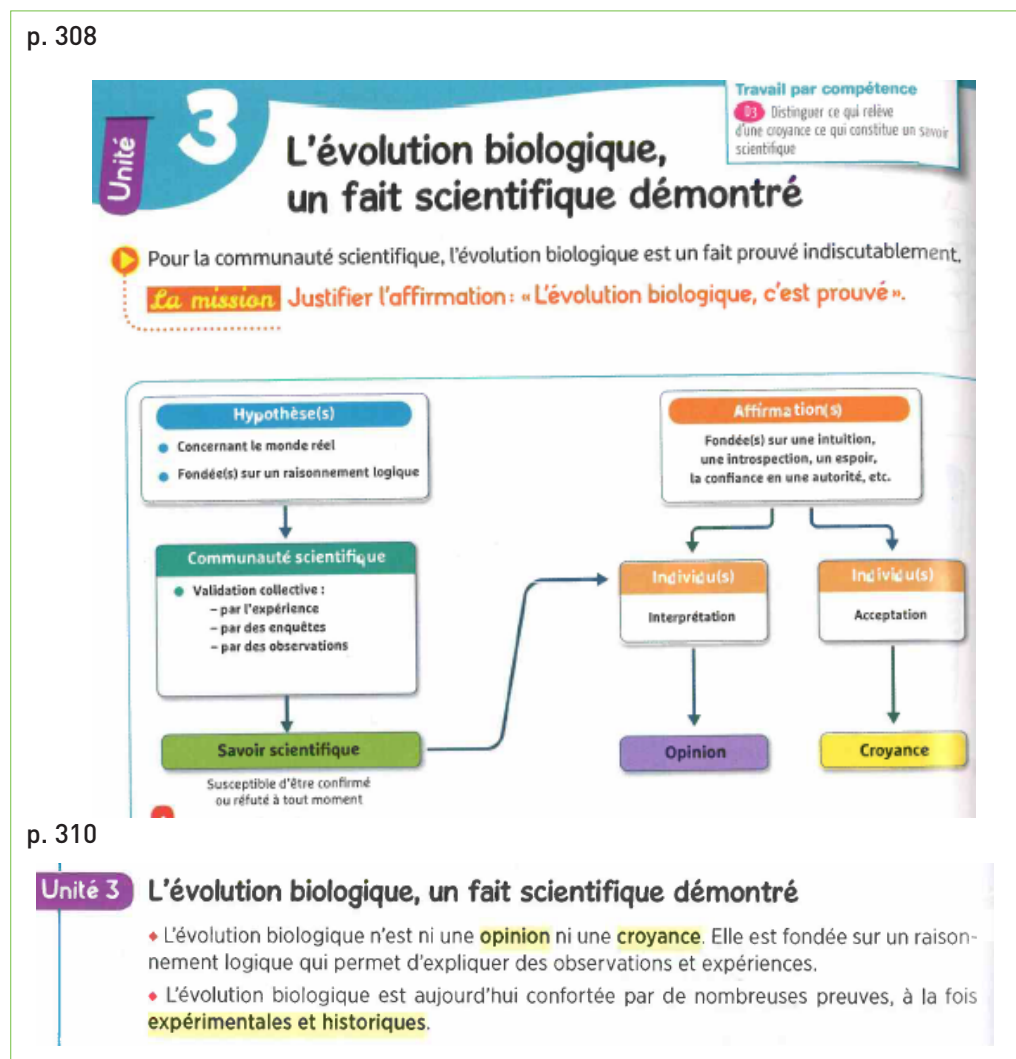 p. 308
Unité
3
Travail par compétence
D3 Distinguer ce qui relève
d'une croyance ce qui constitue un savoir
scientifique
L'évolution biologique,
un fait scientifique démontré
Pour la communauté scientifique, l'évolution biologique est un fait prouvé indiscutablement.
La mission Justifier l'affirmation : « L'évolution biologique, c'est prouvé ».
Hypothèse(s)
• Concernant le monde réel
• Fondée(s) sur un raisonnement logique
Affirmation(s)
Fondée(s) sur une intuition,
une introspection, un espoir,
la confiance en une autorité, etc.
Communauté scientifique
• Validation collective :
– par l'expérience
– par des enquêtes
– par des observations
Individu(s)
Interprétation
Individu(s)
Acceptation
Savoir scientifique
Susceptible d'être confirmé
ou réfuté à tout moment
Opinion
Croyance
p. 310
Unité 3 L'évolution biologique, un fait scientifique démontré
♦ L'évolution biologique n'est ni une opinion ni une croyance. Elle est fondée sur un raison-
nement logique qui permet d'expliquer des observations et expériences.
♦ L'évolution biologique est aujourd'hui confortée par de nombreuses preuves, à la fois
expérimentales et historiques.